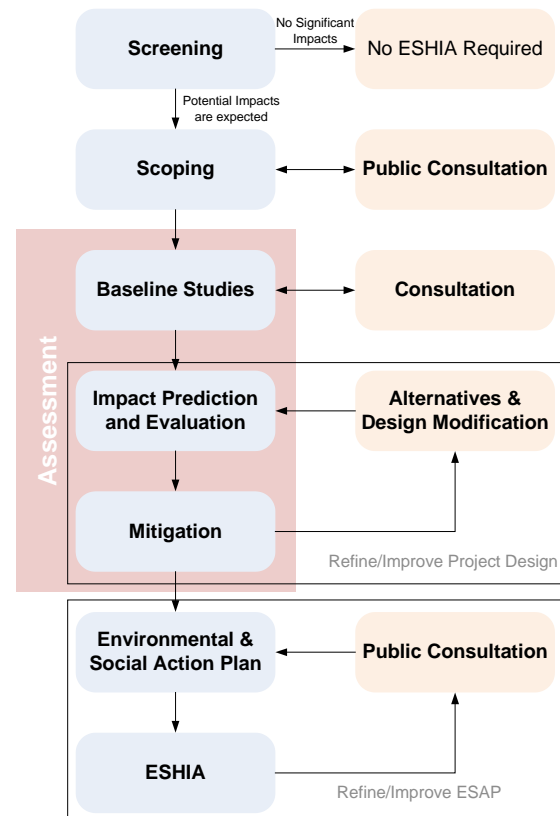 Screening
No Significant
Impacts
No ESHIA Required
Potential Impacts
are expected
Scoping
Public Consultation
Assessment
Baseline Studies
Consultation
Impact Prediction
and Evaluation
Alternatives &
Design Modification
Mitigation
Refine/Improve Project Design
Environmental &
Social Action Plan
Public Consultation
ESHIA
Refine/Improve ESAP